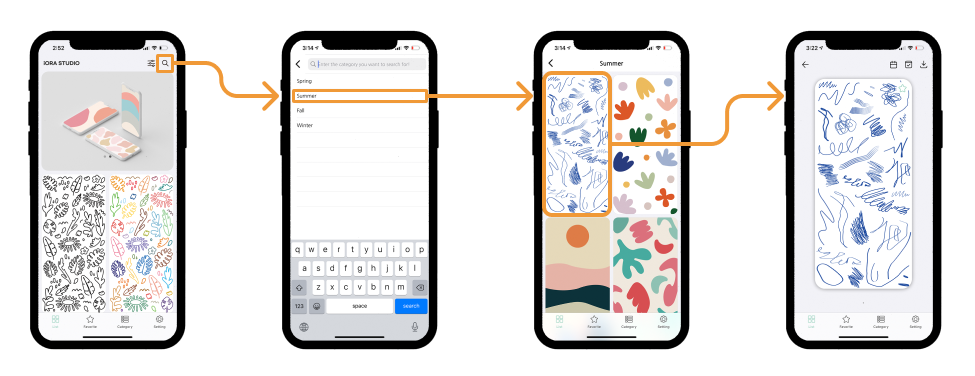 2:52
IORA STUDIO
List
Favorite
Category
Setting
3:14
Enter the category you want to search for!
Spring
Summer
Fall
Winter
q w e r t y u i o p
a s d f g h j k l
z x c v b n m
123 space search
3:14
Summer
List
Favorite
Category
Setting
3:22
List
Favorite
Category
Setting